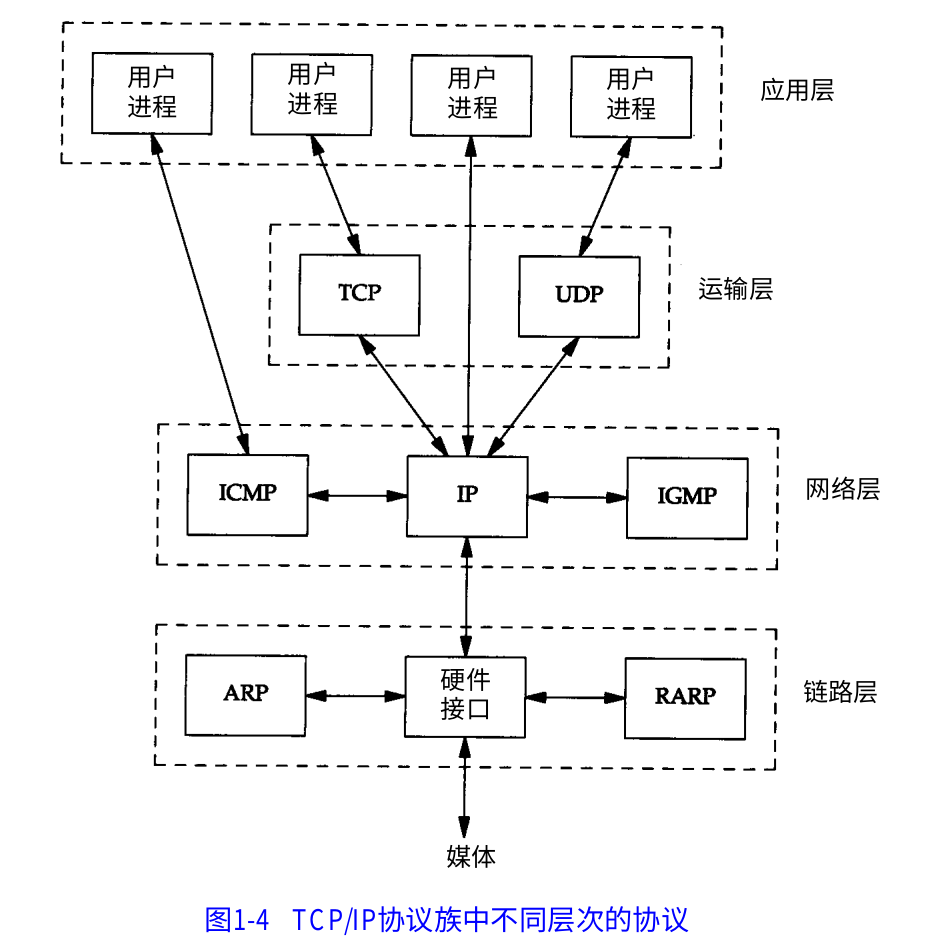 用户
进程
用户
进程
用户
进程
用户
进程
应用层
TCP
UDP
运输层
ICMP
IP
IGMP
网络层
ARP
硬件
接口
RARP
链路层
媒体
图1-4 TCP/IP协议族中不同层次的协议